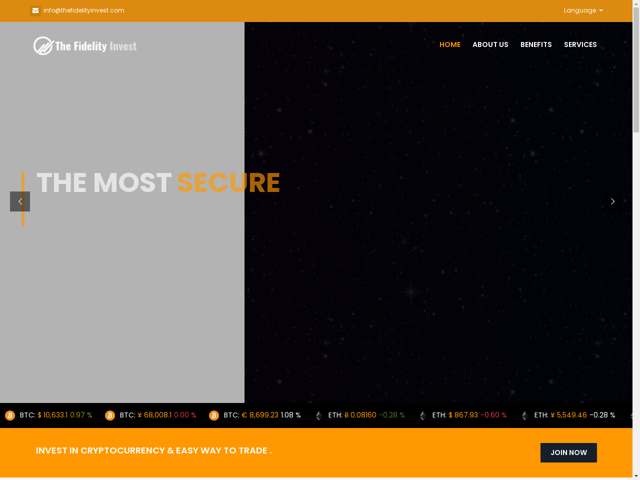 info@thefidelityinvest.com
Language
The Fidelity Invest
HOME
ABOUT US
BENEFITS
SERVICES
THE MOST SECURE
BTC: $ 10,633.1 0.97 %
BTC: ¥ 68,008.1 0.00 %
BTC: € 8,699.23 1.08 %
ETH: Ƀ 0.08160 -0.28 %
ETH: $ 867.93 -0.60 %
ETH: ¥ 5,549.46 -0.28 %
INVEST IN CRYPTOCURRENCY & EASY WAY TO TRADE .
JOIN NOW